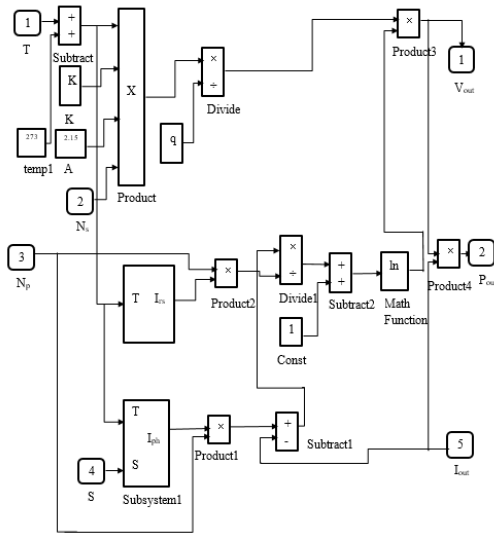 1
T
+
+
Subtract
K
K
273
temp1
2.15
A
2
Ns
X
Product
×
÷
Divide
q
×
Product3
1
Vout
3
Np
T Irs
×
Product2
×
÷
Divide1
1
Const
+
+
Subtract2
ln
Math
Function
×
Product4
2
Pou
T
Iph
S
Subsystem1
4
S
×
Product1
+
-
Subtract1
5
Iout